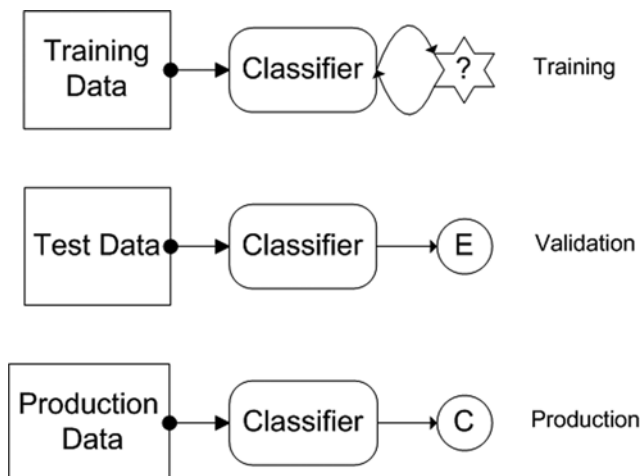 Training
Data
Classifier
?
Training
Test Data
Classifier
E
Validation
Production
Data
Classifier
C
Production